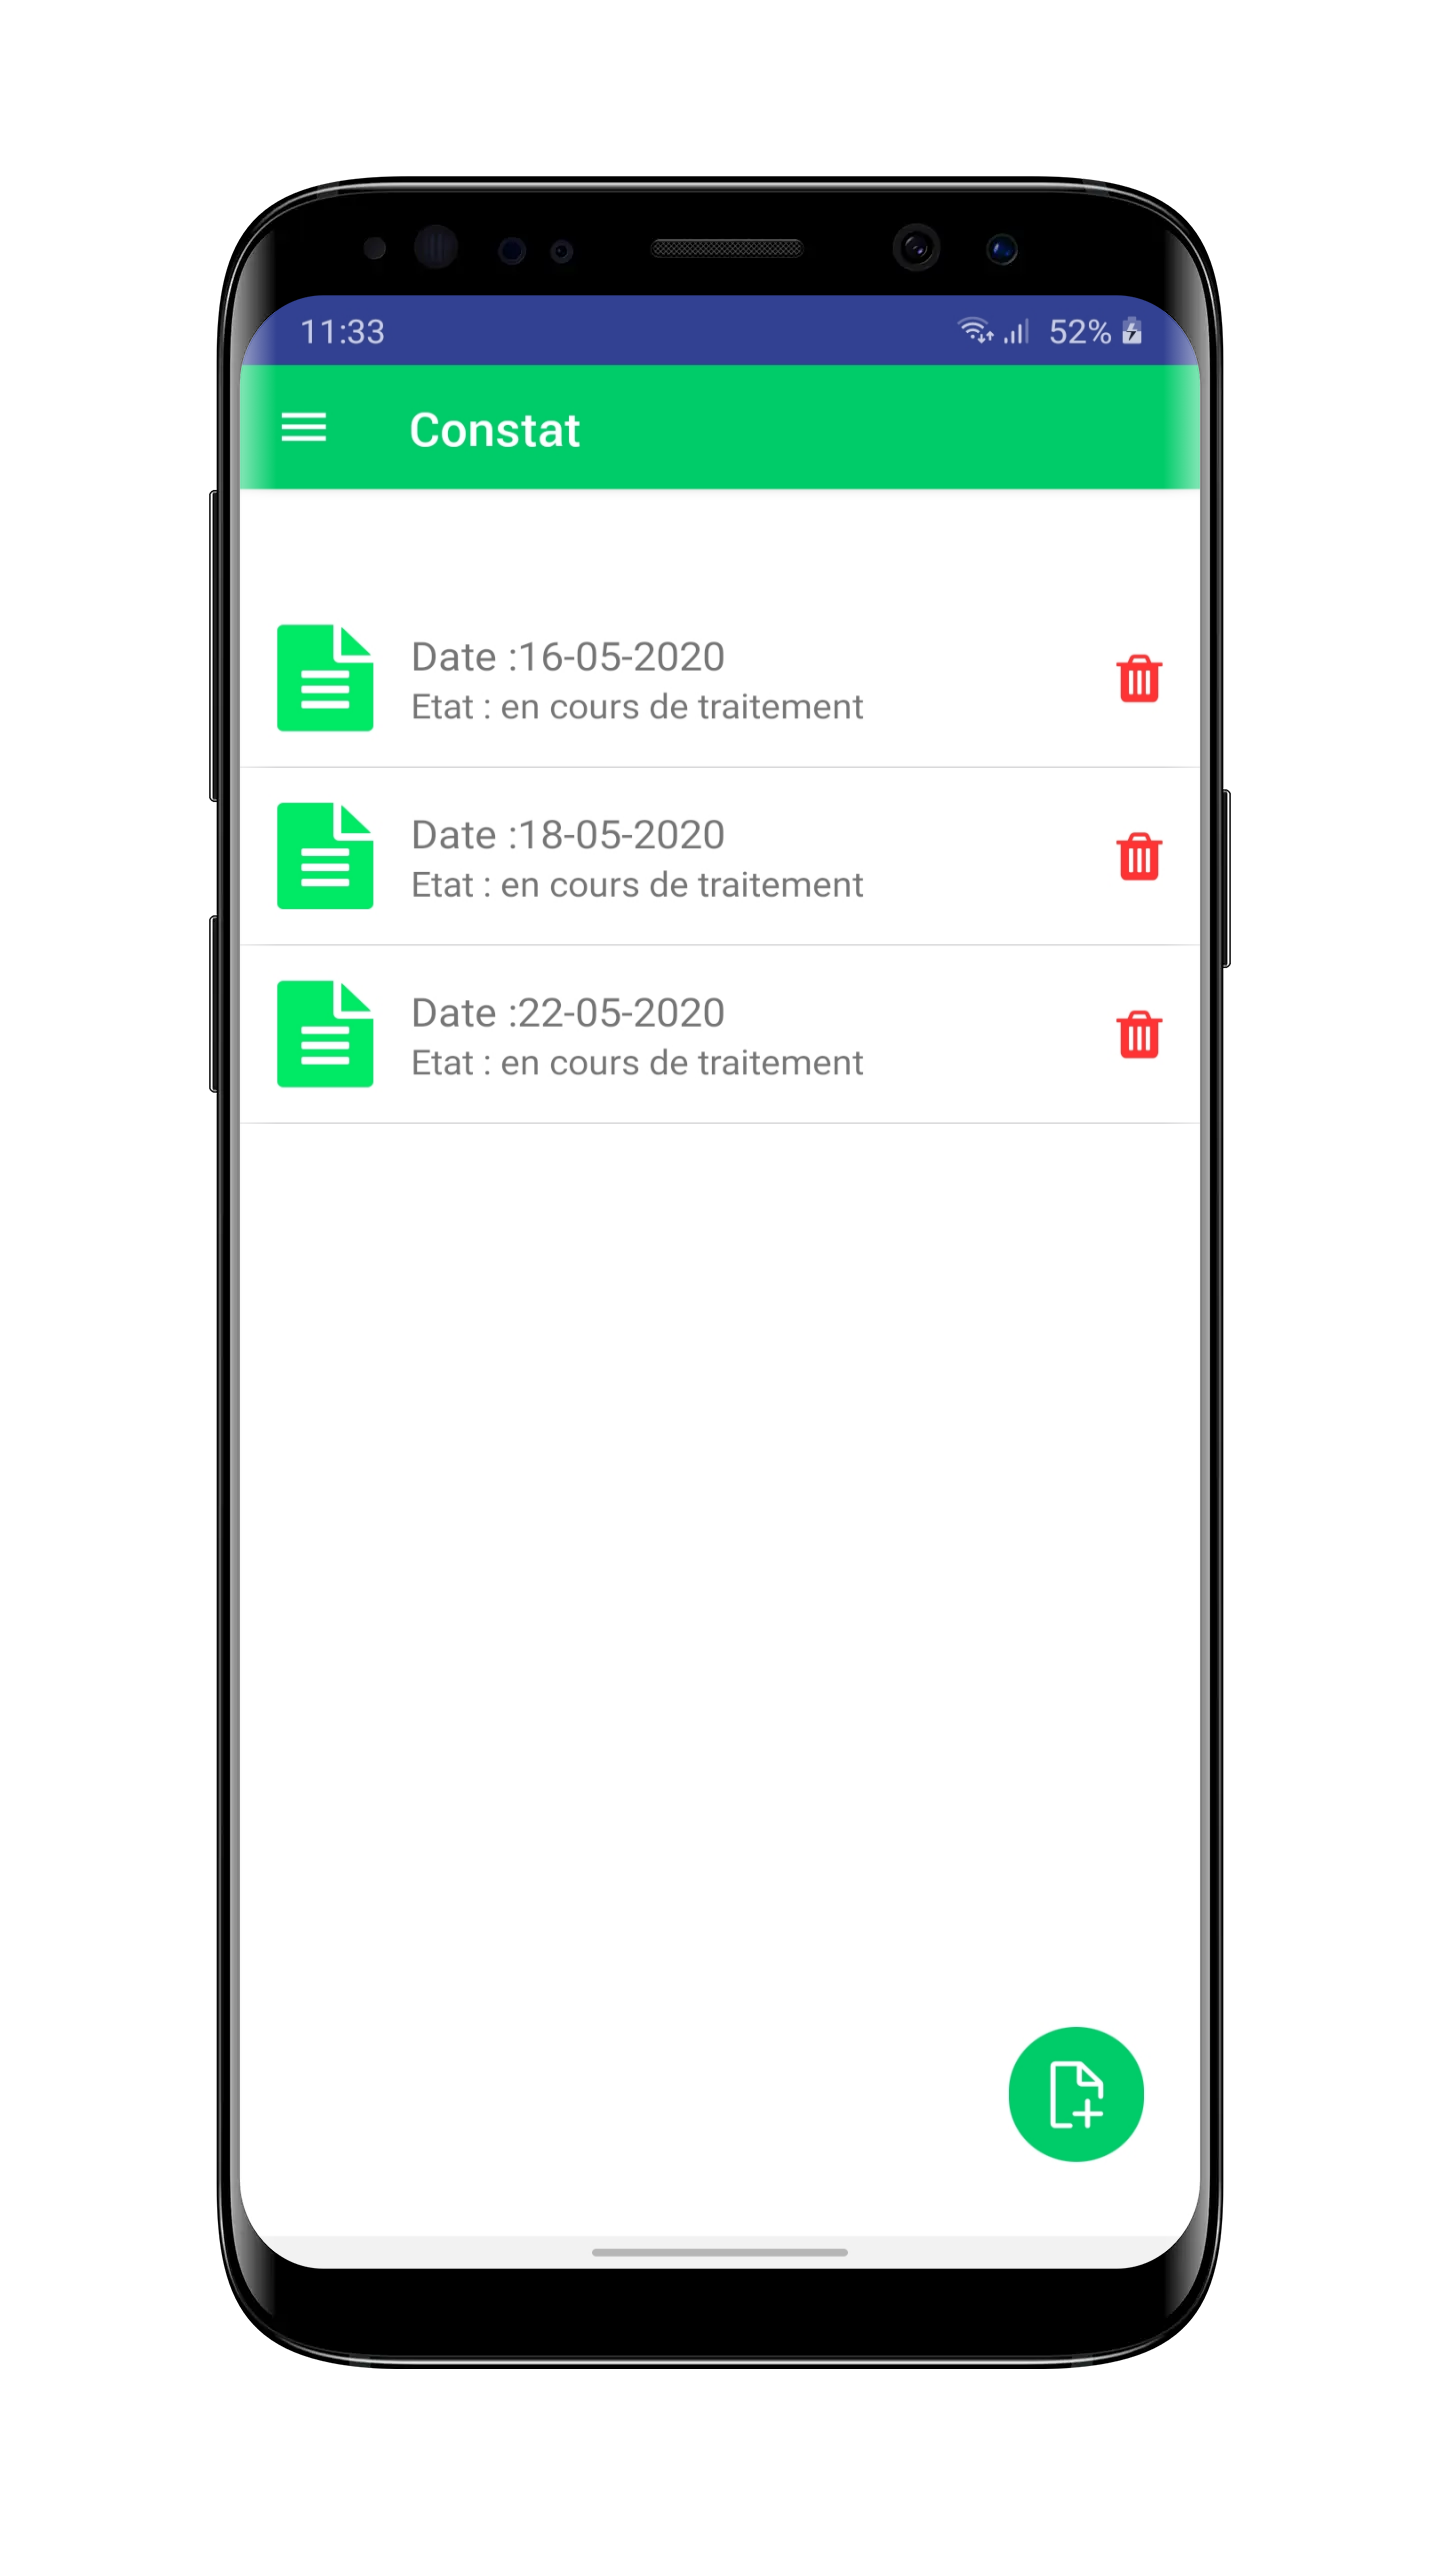 11:33 52%
Constat
Date :16-05-2020
Etat : en cours de traitement
Date :18-05-2020
Etat : en cours de traitement
Date :22-05-2020
Etat : en cours de traitement